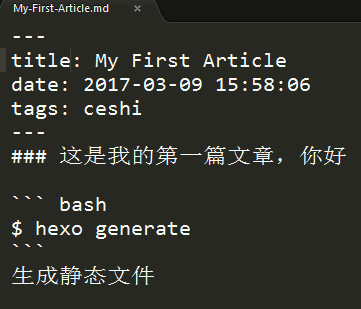 My-First-Article.md ×
---
title: My First Article
date: 2017-03-09 15:58:06
tags: ceshi
---
### 这是我的第一篇文章，你好
``` bash
$ hexo generate
```
生成静态文件